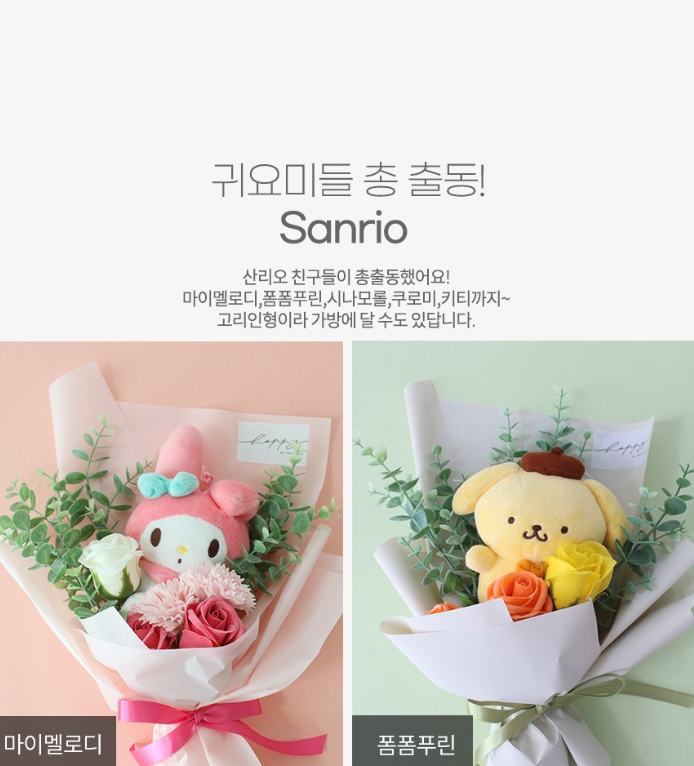 귀요미들 총 출동!
Sanrio
산리오 친구들이 총출동했어요!
마이멜로디,폼폼푸린,시나모롤,쿠로미,키티까지~
고리인형이라 가방에 달 수도 있답니다.
happy
happy
마이멜로디
폼폼푸린